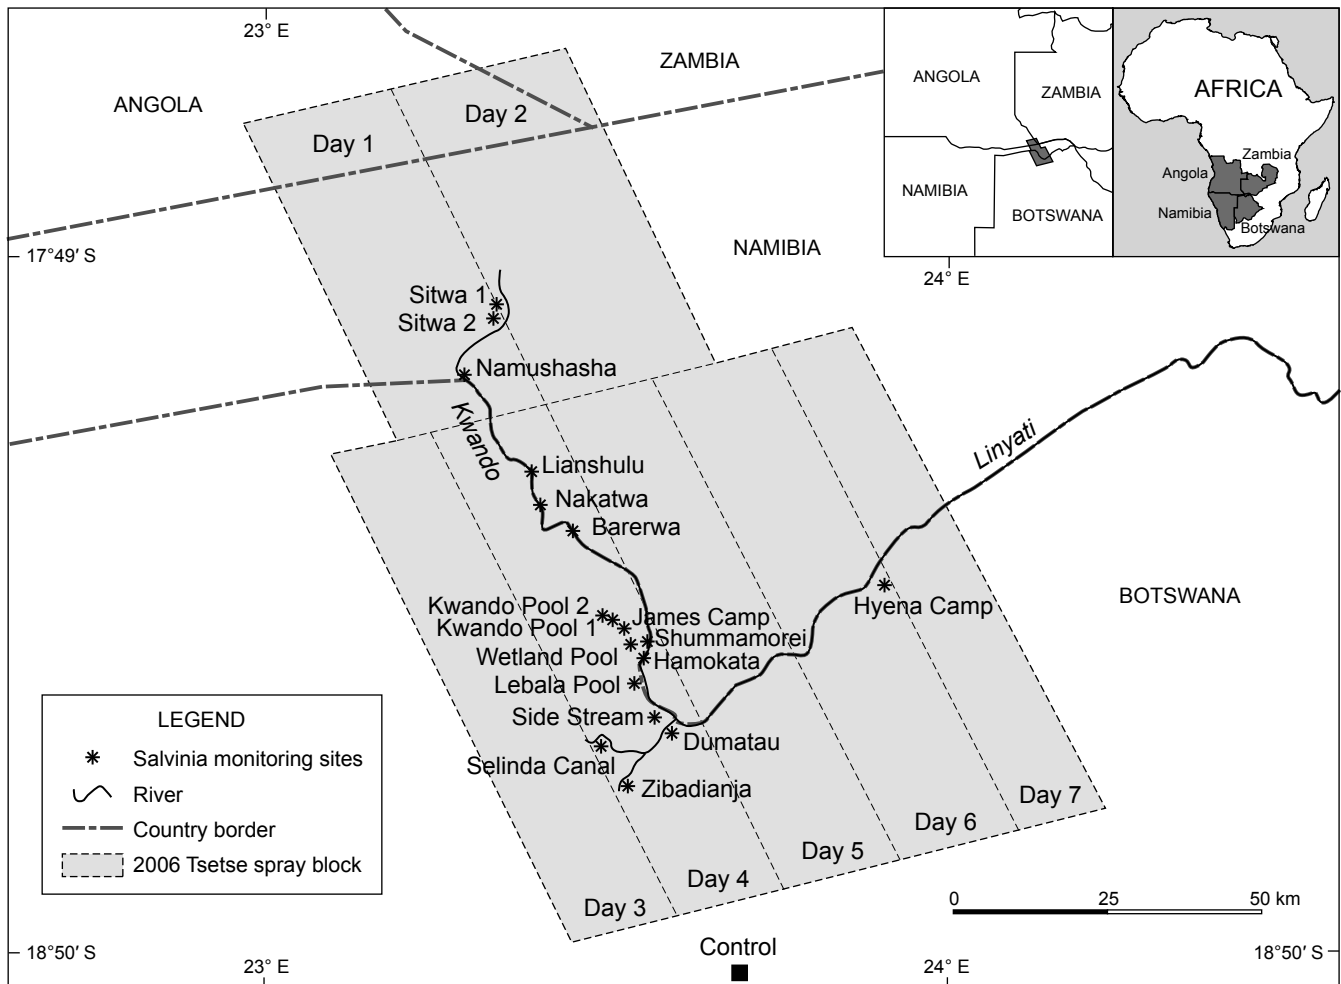 23° E
ANGOLA
ZAMBIA
Day 1
Day 2
NAMIBIA
17°49′ S
ANGOLA
ZAMBIA
NAMIBIA
BOTSWANA
24° E
AFRICA
Zambia
Angola
Namibia
Botswana
Sitwa 1
Sitwa 2
Namushasha
Kwando
Lianshulu
Nakatwa
Barerwa
Linyati
Kwando Pool 2
James Camp
Kwando Pool 1
Shummamorei
Wetland Pool
Hamokata
Lebala Pool
Side Stream
Dumatau
Selinda Canal
Zibadianja
Hyena Camp
BOTSWANA
Day 7
Day 6
Day 5
Day 4
Day 3
LEGEND
Salvinia monitoring sites
River
Country border
2006 Tsetse spray block
0 25 50 km
Control
18°50′ S
23° E
24° E
18°50′ S